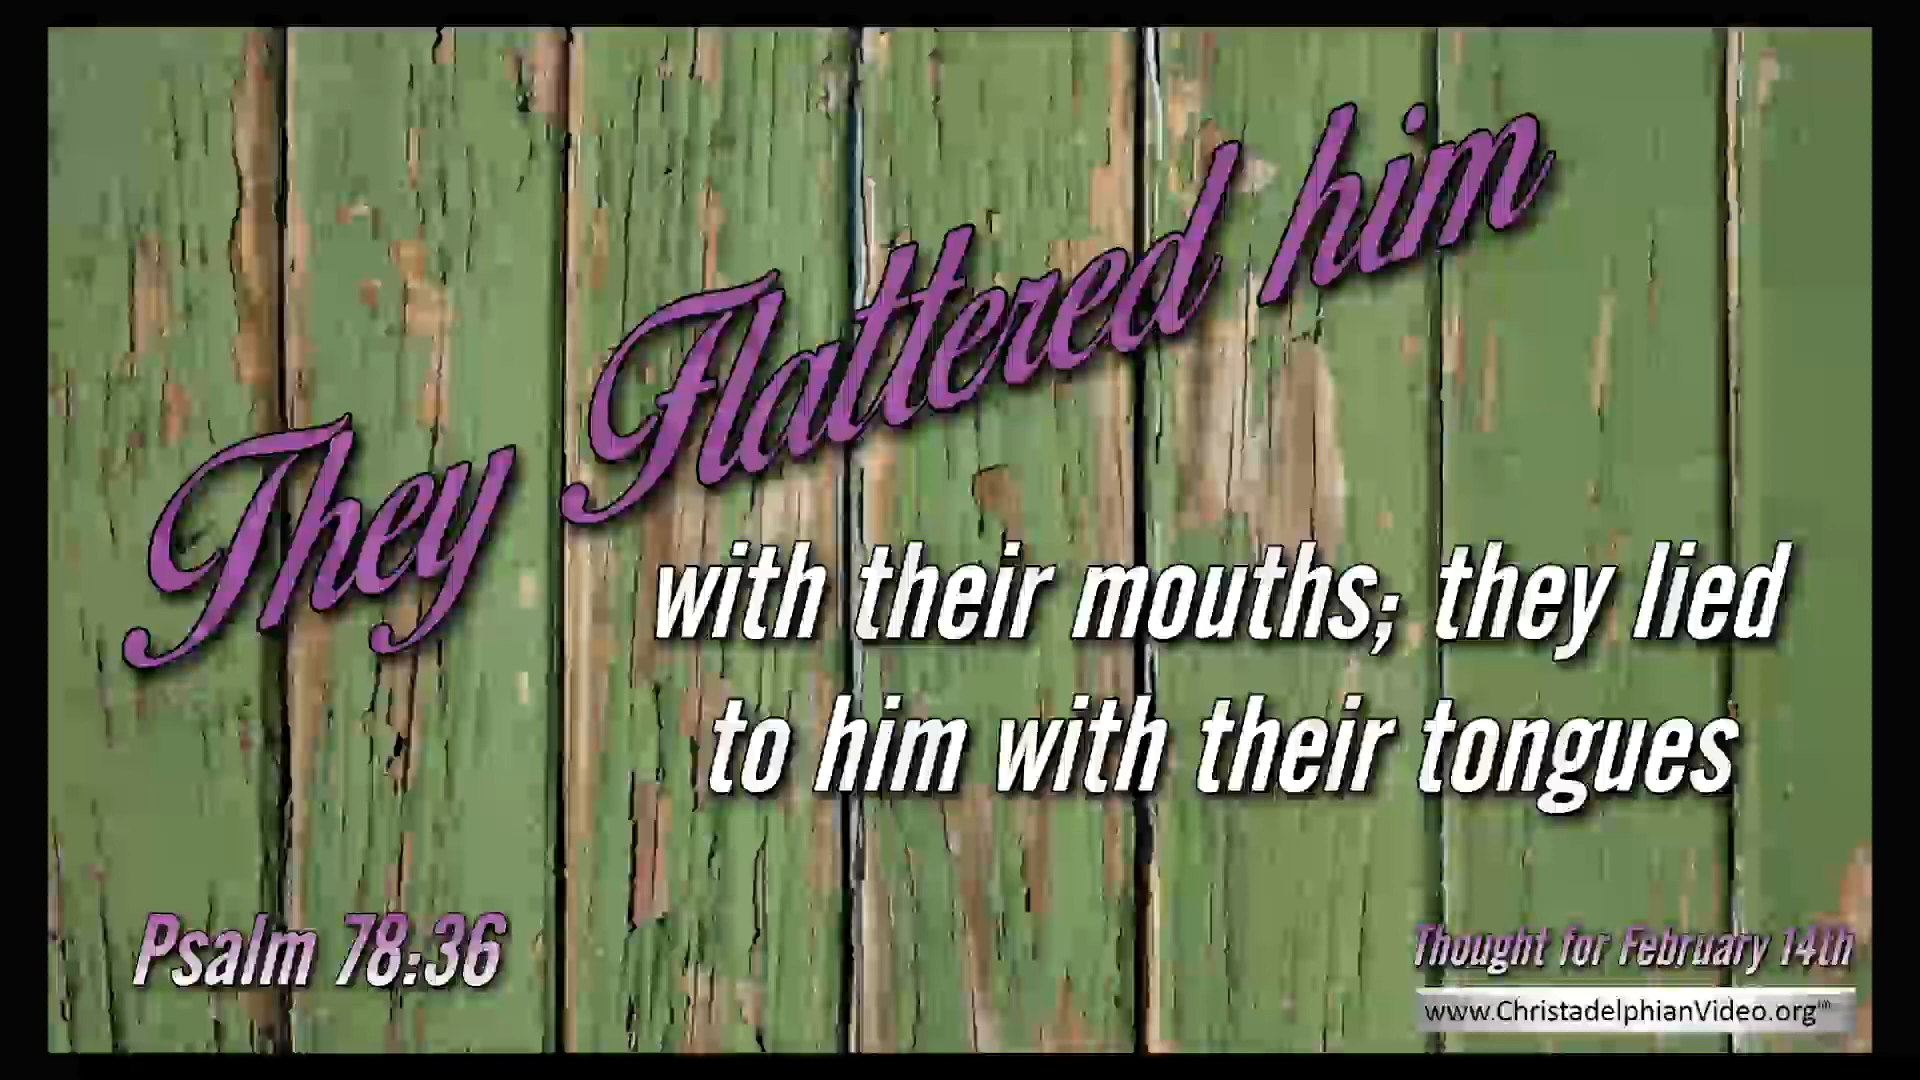 They Flattered him
with their mouths; they lied
to him with their tongues
Psalm 78:36
Thought for February 14th
www.ChristadelphianVideo.org™